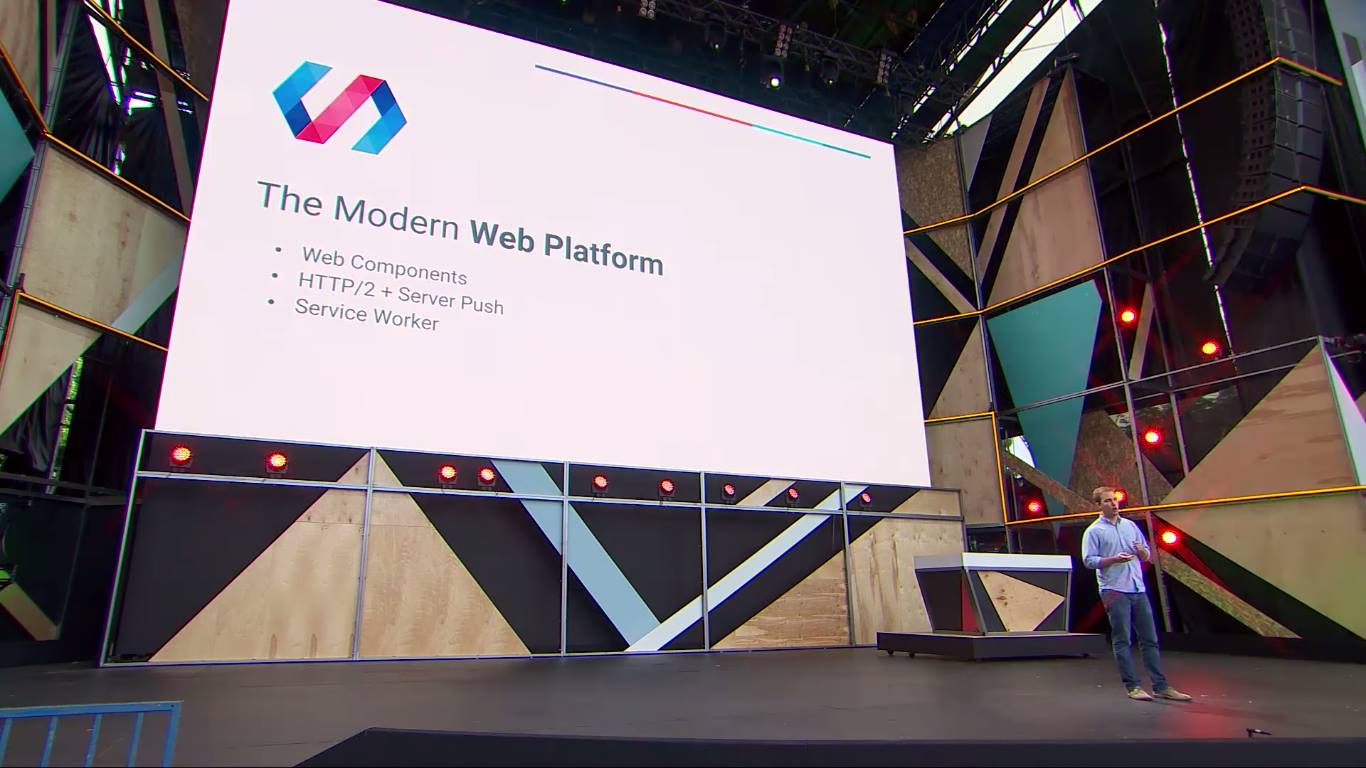 The Modern Web Platform
• Web Components
• HTTP/2 + Server Push
• Service Worker